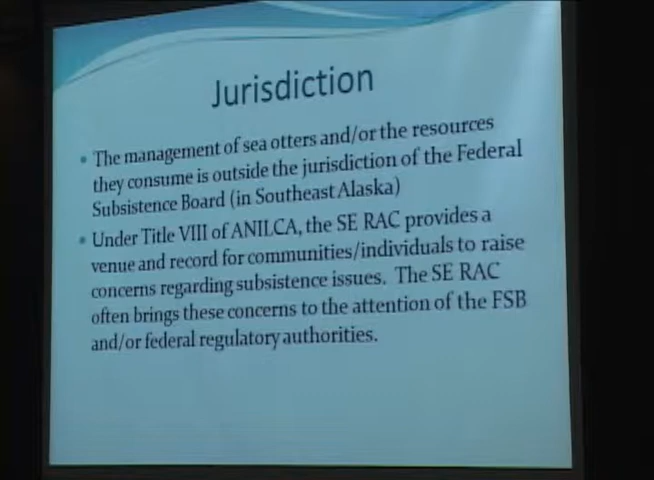 Jurisdiction
• The management of sea otters and/or the resources
they consume is outside the jurisdiction of the Federal
Subsistence Board (in Southeast Alaska)
• Under Title VIII of ANILCA, the SE RAC provides a
venue and record for communities/individuals to raise
concerns regarding subsistence issues. The SE RAC
often brings these concerns to the attention of the FSB
and/or federal regulatory authorities.